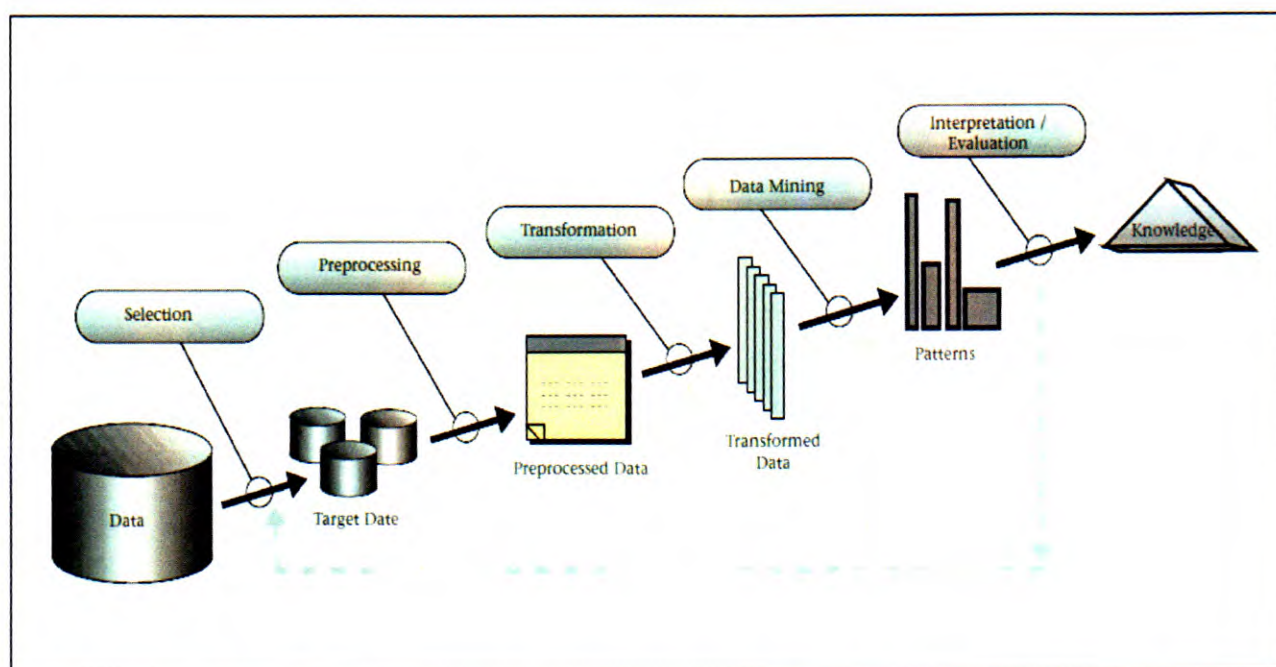 Interpretation /
Evaluation
Data Mining
Transformation
Preprocessing
Selection
Knowledge
Patterns
Transformed
Data
Preprocessed Data
Target Date
Data